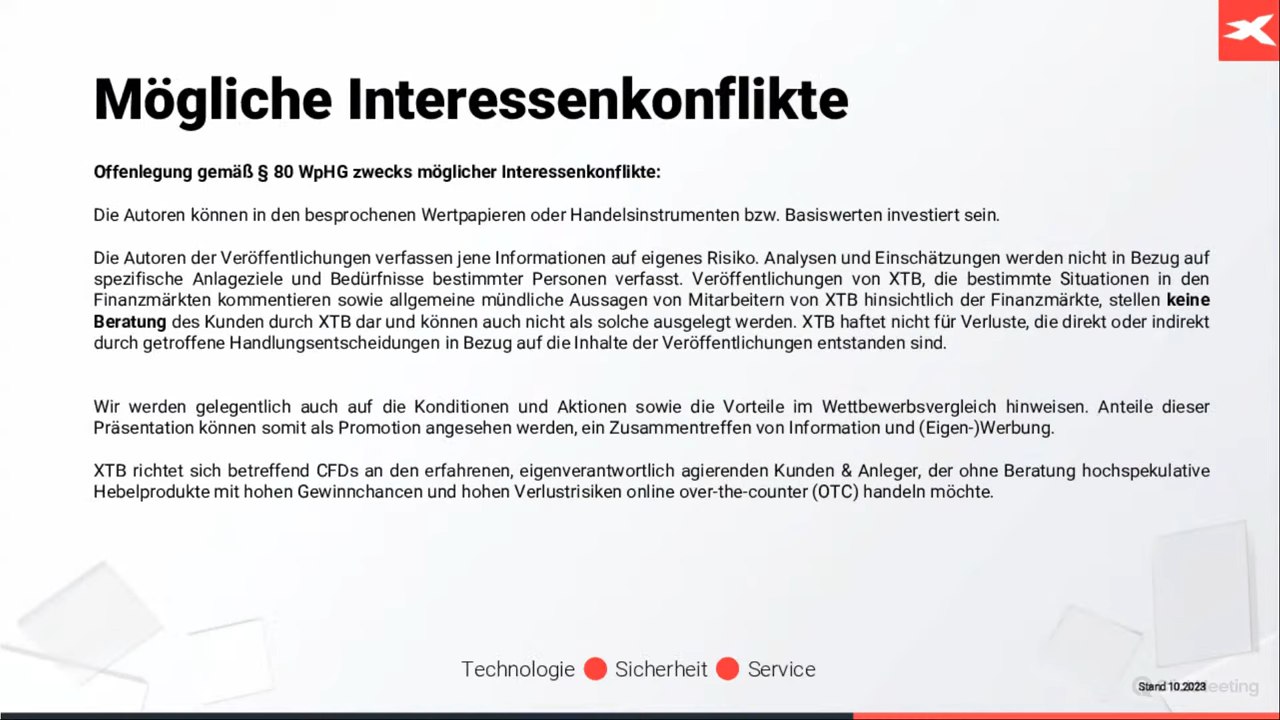 Mögliche Interessenkonflikte
Offenlegung gemäß § 80 WpHG zwecks möglicher Interessenkonflikte:
Die Autoren können in den besprochenen Wertpapieren oder Handelsinstrumenten bzw. Basiswerten investiert sein.
Die Autoren der Veröffentlichungen verfassen jene Informationen auf eigenes Risiko. Analysen und Einschätzungen werden nicht in Bezug auf
spezifische Anlageziele und Bedürfnisse bestimmter Personen verfasst. Veröffentlichungen von XTB, die bestimmte Situationen in den
Finanzmärkten kommentieren sowie allgemeine mündliche Aussagen von Mitarbeitern von XTB hinsichtlich der Finanzmärkte, stellen keine
Beratung des Kunden durch XTB dar und können auch nicht als solche ausgelegt werden. XTB haftet nicht für Verluste, die direkt oder indirekt
durch getroffene Handlungsentscheidungen in Bezug auf die Inhalte der Veröffentlichungen entstanden sind.
Wir werden gelegentlich auch auf die Konditionen und Aktionen sowie die Vorteile im Wettbewerbsvergleich hinweisen. Anteile dieser
Präsentation können somit als Promotion angesehen werden, ein Zusammentreffen von Information und (Eigen-)Werbung.
XTB richtet sich betreffend CFDs an den erfahrenen, eigenverantwortlich agierenden Kunden & Anleger, der ohne Beratung hochspekulative
Hebelprodukte mit hohen Gewinnchancen und hohen Verlustrisiken online over-the-counter (OTC) handeln möchte.
Technologie Sicherheit Service
Stand 10.2023